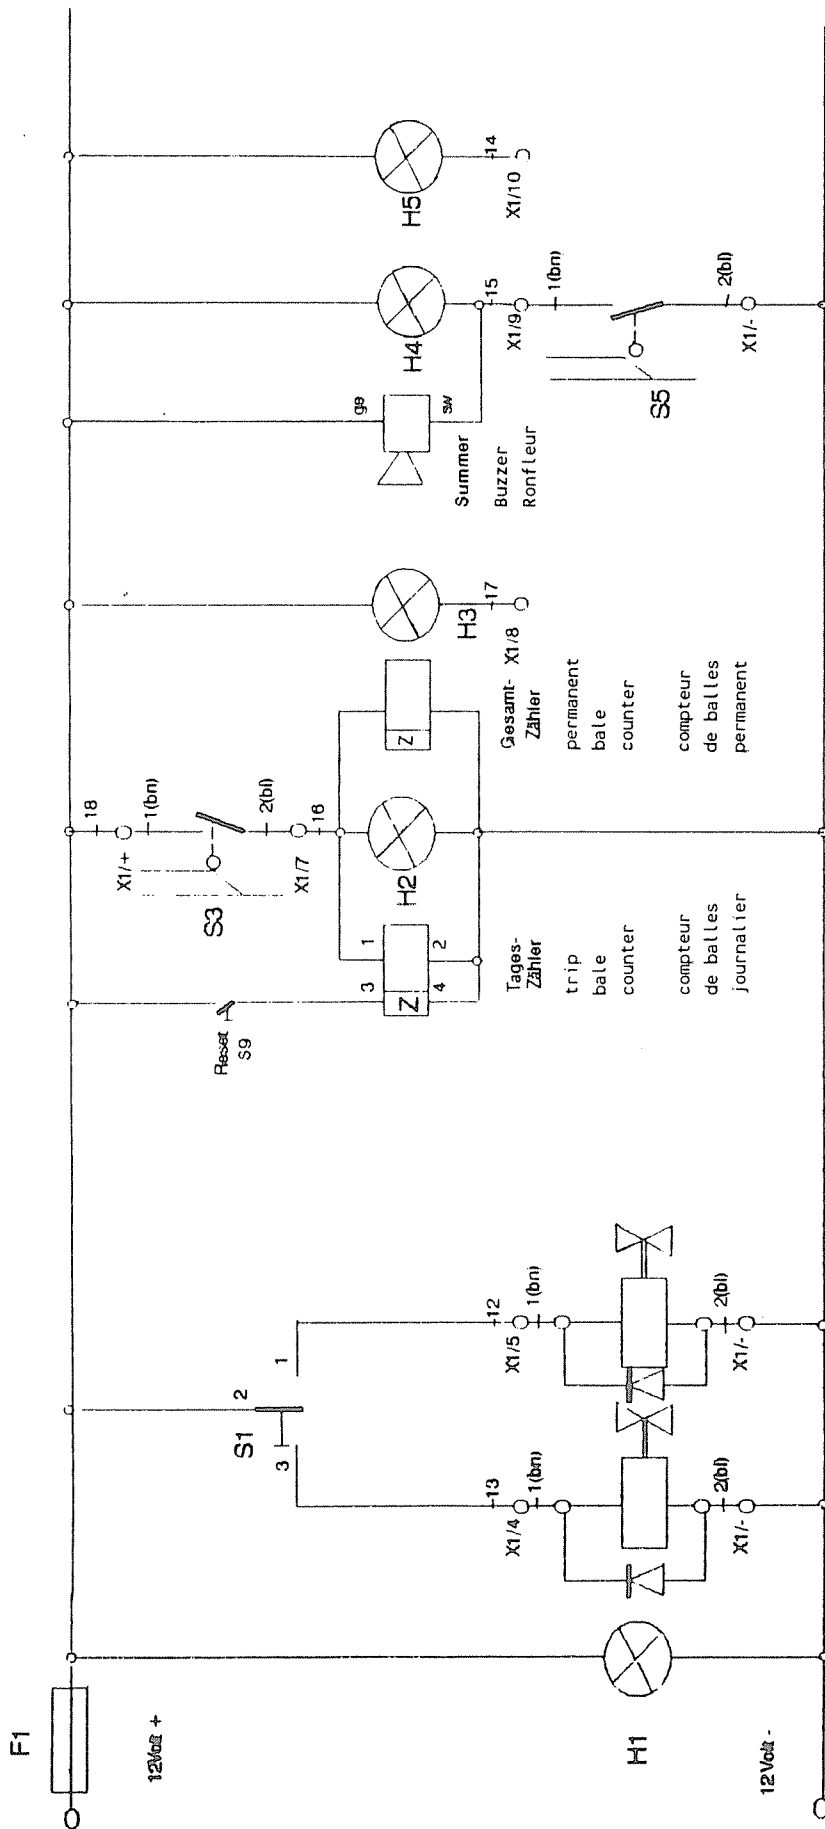 F1
12Volt +
H1
12Volt -
S1
2
3
1
13
X1/4
1(bn)
2(bl)
X1/-
12
X1/5
1(bn)
2(bl)
X1/-
Reset
S9
3
1
Z
4
2
Tages-
Zähler
trip
bale
counter
compteur
de balles
journalier
18
X1/+
1(bn)
S3
2(bl)
X1/7
16
H2
Z
Gesamt-
Zähler
permanent
bale
counter
compteur
de balles
permanent
H3
17
X1/8
ge
sw
Summer
Buzzer
Ronfleur
H4
15
X1/9
1(bn)
S5
2(bl)
X1/-
H5
14
X1/10